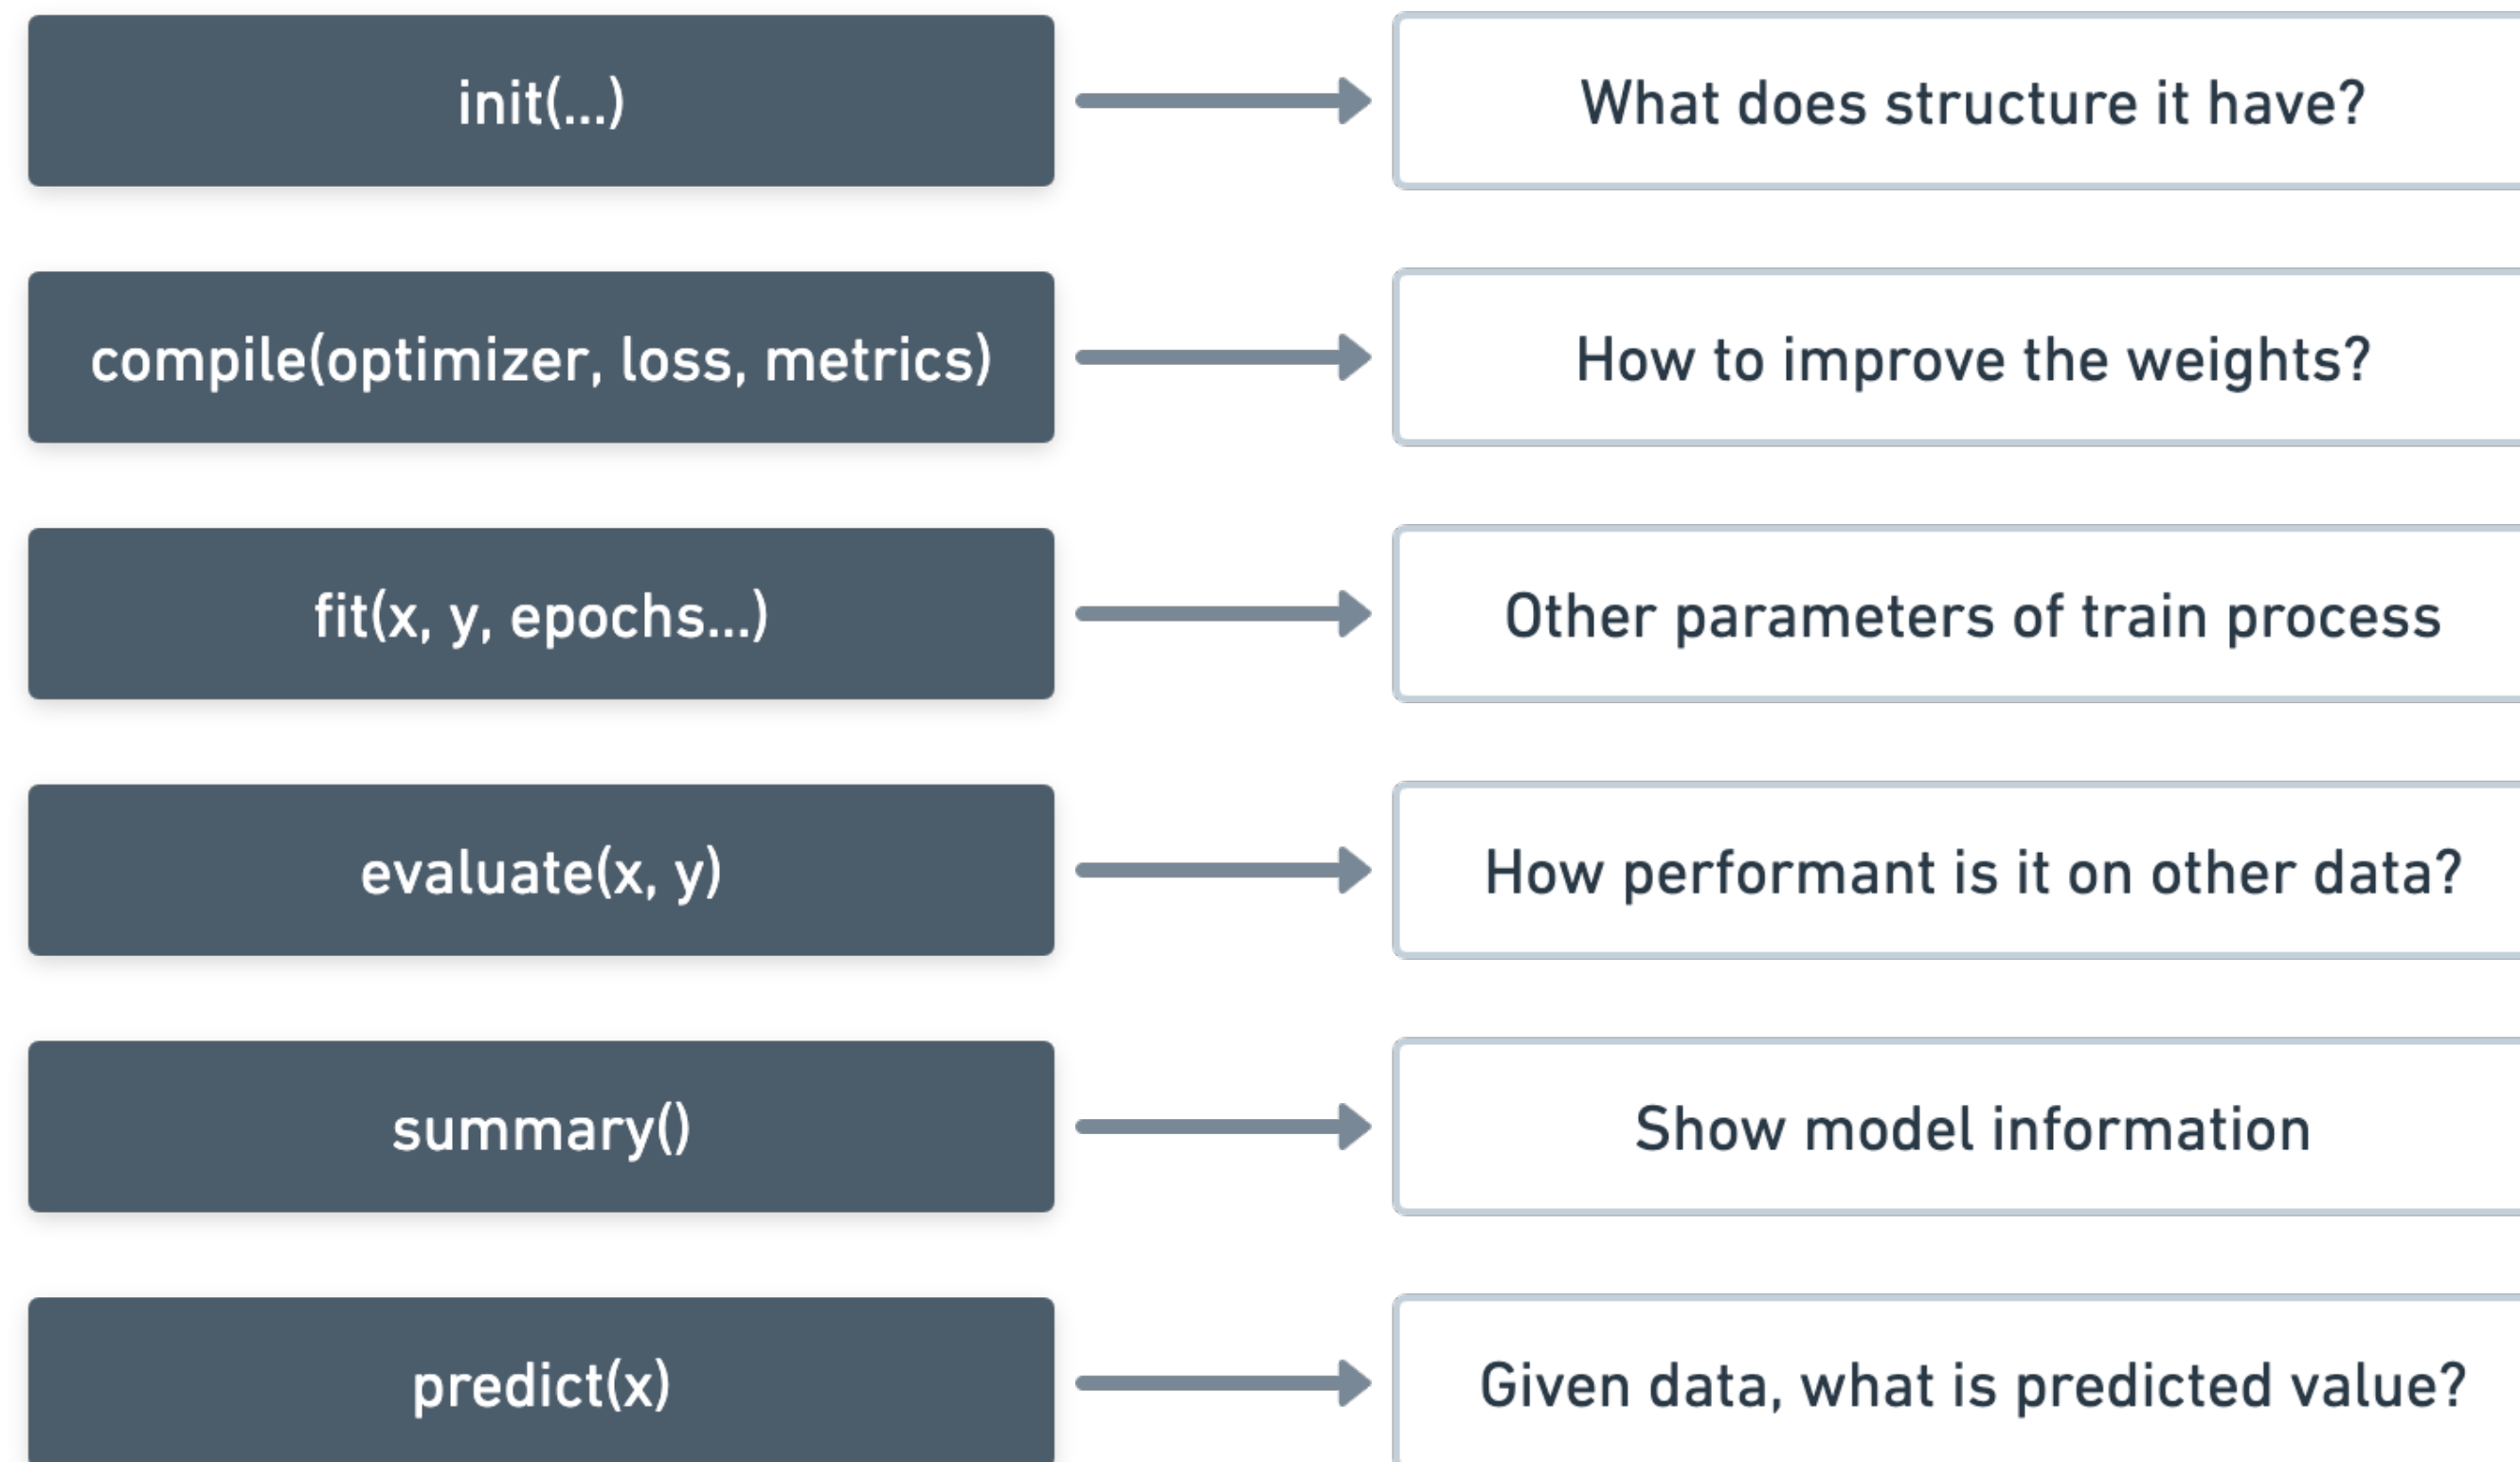 init(...)
What does structure it have?
compile(optimizer, loss, metrics)
How to improve the weights?
fit(x, y, epochs...)
Other parameters of train process
evaluate(x, y)
How performant is it on other data?
summary()
Show model information
predict(x)
Given data, what is predicted value?